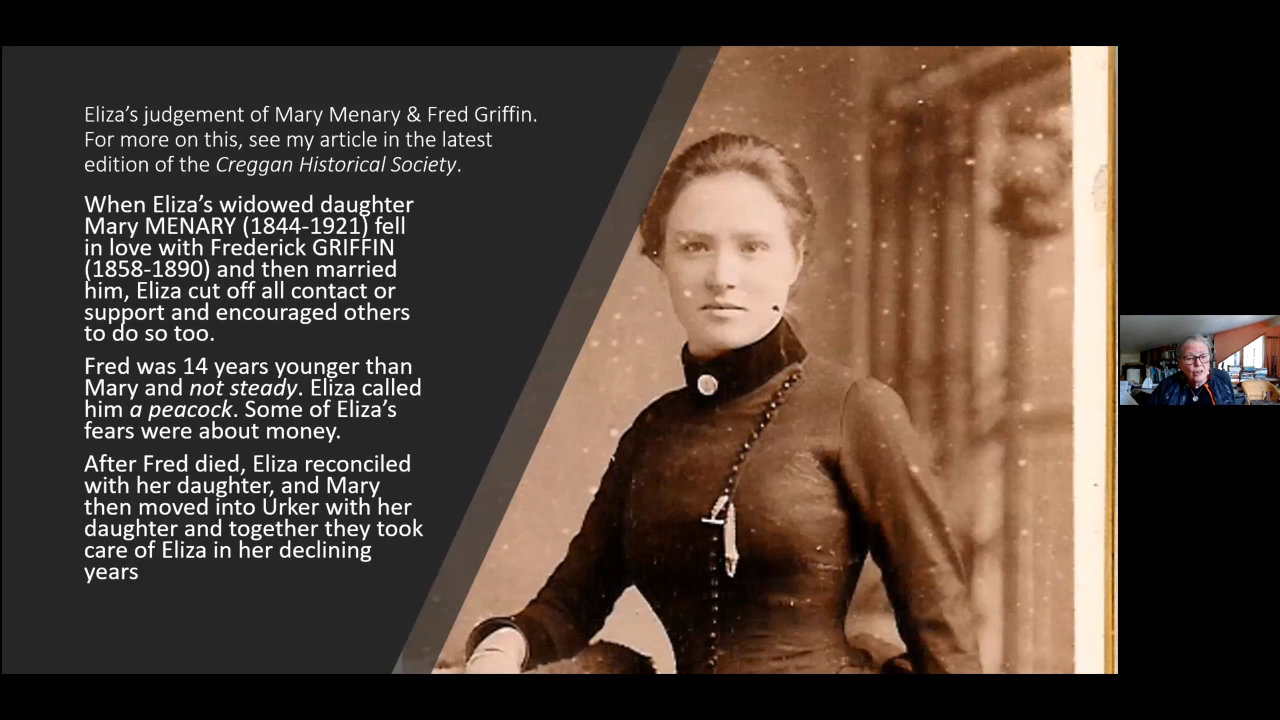 Eliza's judgement of Mary Menary & Fred Griffin.
For more on this, see my article in the latest
edition of the Creggan Historical Society.
When Eliza's widowed daughter
Mary MENARY (1844-1921) fell
in love with Frederick GRIFFIN
(1858-1890) and then married
him, Eliza cut off all contact or
support and encouraged others
to do so too.
Fred was 14 years younger than
Mary and not steady. Eliza called
him a peacock. Some of Eliza's
fears were about money.
After Fred died, Eliza reconciled
with her daughter, and Mary
then moved into Urker with her
daughter and together they took
care of Eliza in her declining
years